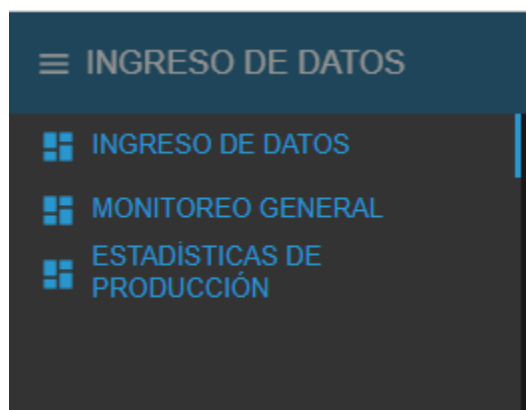 INGRESO DE DATOS
INGRESO DE DATOS
MONITOREO GENERAL
ESTADÍSTICAS DE
PRODUCCIÓN